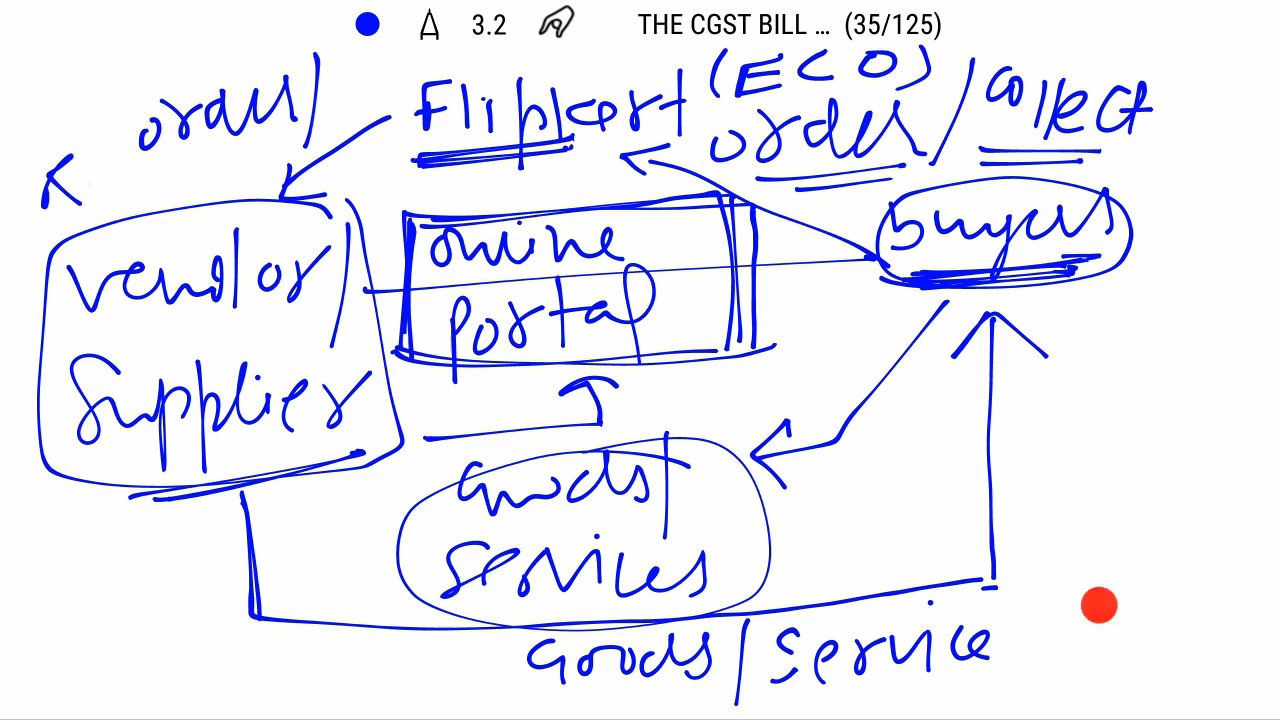 3.2 THE CGST BILL ... (35/125)
Flipkart (ECO)
order / collect
vendor/
Supplier
online
portal
buyers
Goods/
Services
Goods/Service